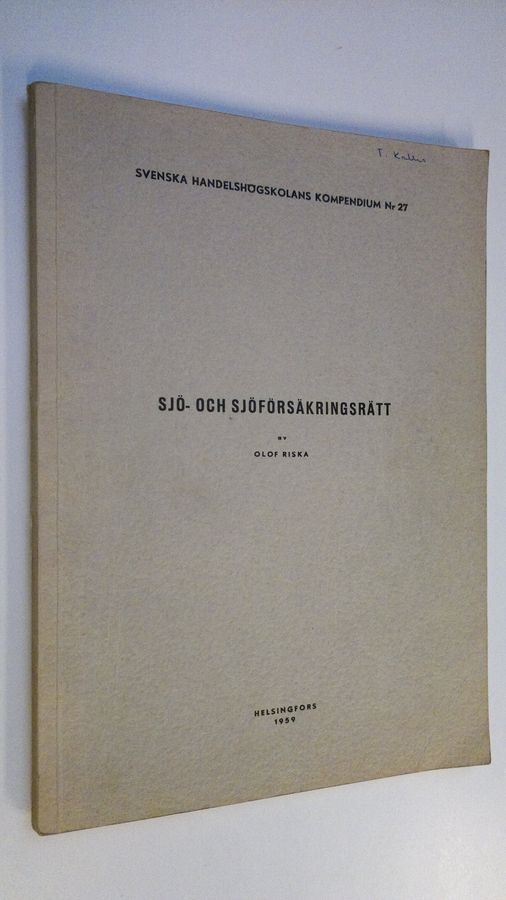 T. Kallio
SVENSKA HANDELSHÖGSKOLANS KOMPENDIUM Nr 27
SJÖ- OCH SJÖFÖRSÄKRINGSRÄTT
av
OLOF RISKA
HELSINGFORS
1959